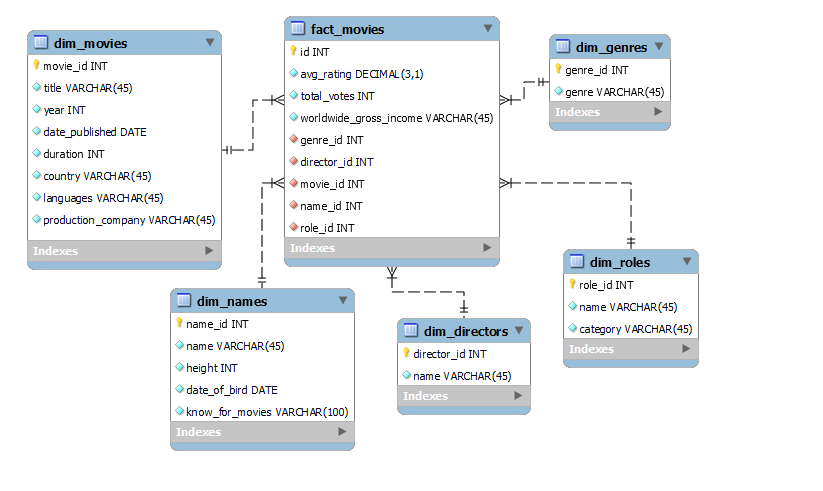 dim_movies
movie_id INT
title VARCHAR(45)
year INT
date_published DATE
duration INT
country VARCHAR(45)
languages VARCHAR(45)
production_company VARCHAR(45)
Indexes
fact_movies
id INT
avg_rating DECIMAL(3,1)
total_votes INT
worldwide_gross_income VARCHAR(45)
genre_id INT
director_id INT
movie_id INT
name_id INT
role_id INT
Indexes
dim_genres
genre_id INT
genre VARCHAR(45)
Indexes
dim_names
name_id INT
name VARCHAR(45)
height INT
date_of_bird DATE
know_for_movies VARCHAR(100)
Indexes
dim_directors
director_id INT
name VARCHAR(45)
Indexes
dim_roles
role_id INT
name VARCHAR(45)
category VARCHAR(45)
Indexes